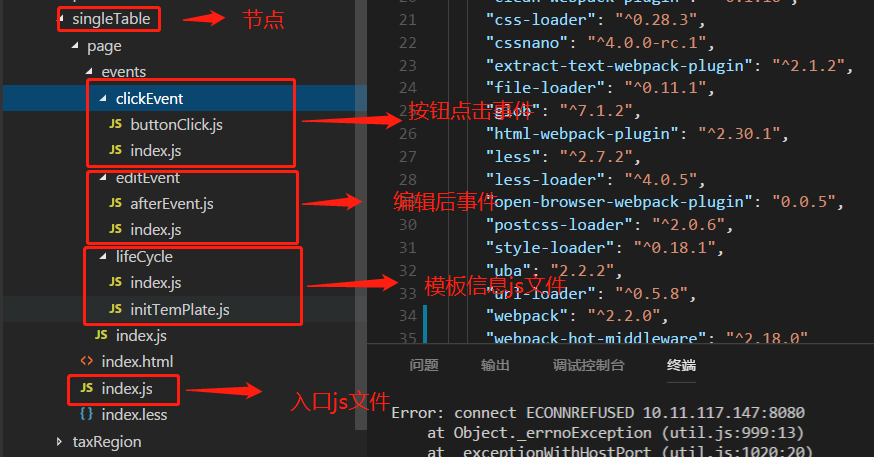 singleTable
节点
page
events
clickEvent
buttonClick.js
JS index.js
按钮点击事件
editEvent
JS afterEvent.js
JS index.js
编辑后事件
lifeCycle
JS index.js
JS initTemPlate.js
模板信息js文件
JS index.js
<> index.html
JS index.js
入口js文件
{} index.less
taxRegion
21 "css-loader": "^0.28.3",
22 "cssnano": "^4.0.0-rc.1",
23 "extract-text-webpack-plugin": "^2.1.2",
24 "file-loader": "^0.11.1",
25 "glob": "^7.1.2",
26 "html-webpack-plugin": "^2.30.1",
27 "less": "^2.7.2",
28 "less-loader": "^4.0.5",
29 "open-browser-webpack-plugin": "0.0.5",
30 "postcss-loader": "^2.0.6",
31 "style-loader": "^0.18.1",
32 "uba": "2.2.2",
33 "url-loader": "^0.5.8",
34 "webpack": "^2.2.0",
35 "webpack-hot-middleware": "^2.18.0"
问题 输出 调试控制台 终端
Error: connect ECONNREFUSED 10.11.117.147:8080
at Object._errnoException (util.js:999:13)
at _exceptionWithHostPort (util.js:1020:20)